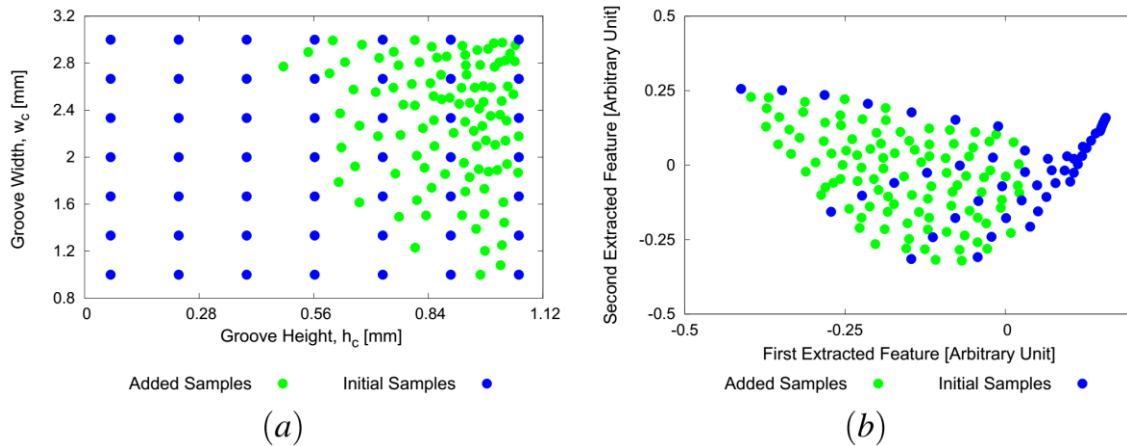 3.2
2.8
2.4
2
1.6
1.2
0.8
Groove Width, w_c [mm]
0 0.28 0.56 0.84 1.12
Groove Height, h_c [mm]
Added Samples Initial Samples
(a)
0.5
0.25
0
-0.25
-0.5
Second Extracted Feature [Arbitrary Unit]
-0.5 -0.25 0
First Extracted Feature [Arbitrary Unit]
Added Samples Initial Samples
(b)